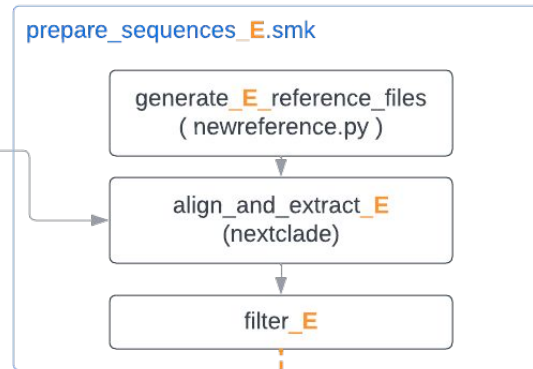 prepare_sequences_E.smk
generate_E_reference_files
( newreference.py )
align_and_extract_E
(nextclade)
filter_E